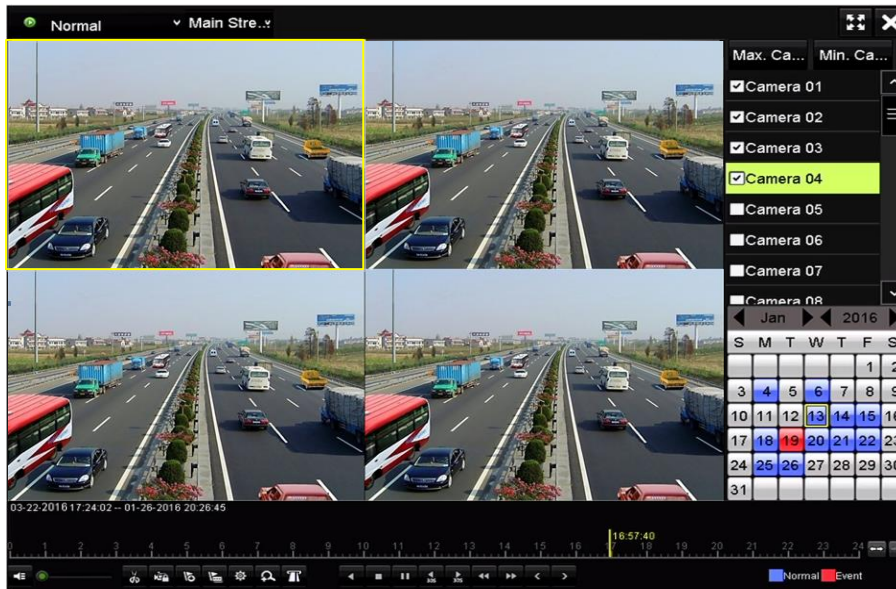 Normal
Main Stre...
Max. Ca...
Min. Ca...
Camera 01
Camera 02
Camera 03
Camera 04
Camera 05
Camera 06
Camera 07
Camera 08
Jan 2016
S M T W T F S
1 2
3 4 5 6 7 8 9
10 11 12 13 14 15 16
17 18 19 20 21 22 23
24 25 26 27 28 29 30
31
03-22-2016 17:24:02 -- 01-26-2016 20:26:45
16:57:40
0 1 2 3 4 5 6 7 8 9 10 11 12 13 14 15 16 17 18 19 20 21 22 23 24
30S 30S
Normal Event